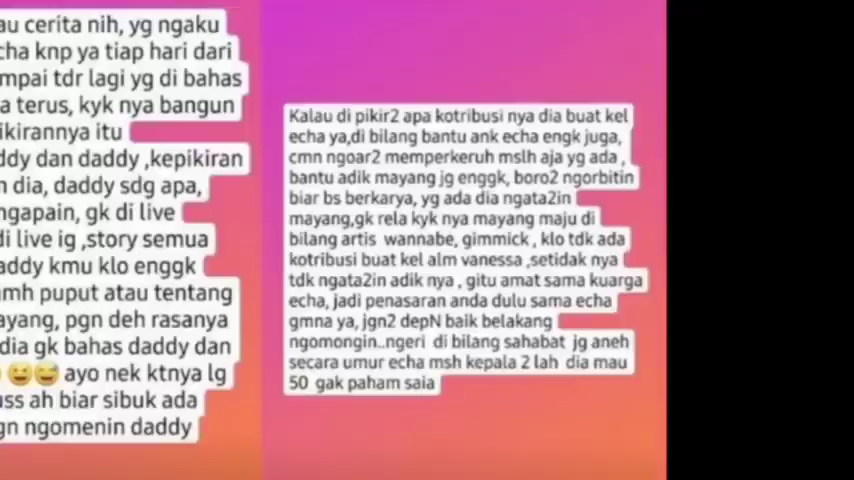 au cerita nih, yg ngaku
cha knp ya tiap hari dari
mpai tdr lagi yg di bahas
a terus, kyk nya bangun
ikirannya itu
ddy dan daddy ,kepikiran
n dia, daddy sdg apa,
ngapain, gk di live
di live ig ,story semua
addy kmu klo enggk
mh puput atau tentang
ayang, pgn deh rasanya
dia gk bahas daddy dan
😄😅 ayo nek ktnya lg
ass ah biar sibuk ada
gn ngomenin daddy
Kalau di pikir2 apa kotribusi nya dia buat kel
echa ya,di bilang bantu ank echa engk juga,
cmn ngoar2 memperkeruh mslh aja yg ada ,
bantu adik mayang jg enggk, boro2 ngorbitin
biar bs berkarya, yg ada dia ngata2in
mayang,gk rela kyk nya mayang maju di
bilang artis wannabe, gimmick , klo tdk ada
kotribusi buat kel alm vanessa ,setidak nya
tdk ngata2in adik nya , gitu amat sama kuarga
echa, jadi penasaran anda dulu sama echa
gmna ya, jgn2 depN baik belakang
ngomongin..ngeri di bilang sahabat jg aneh
secara umur echa msh kepala 2 lah dia mau
50 gak paham saia